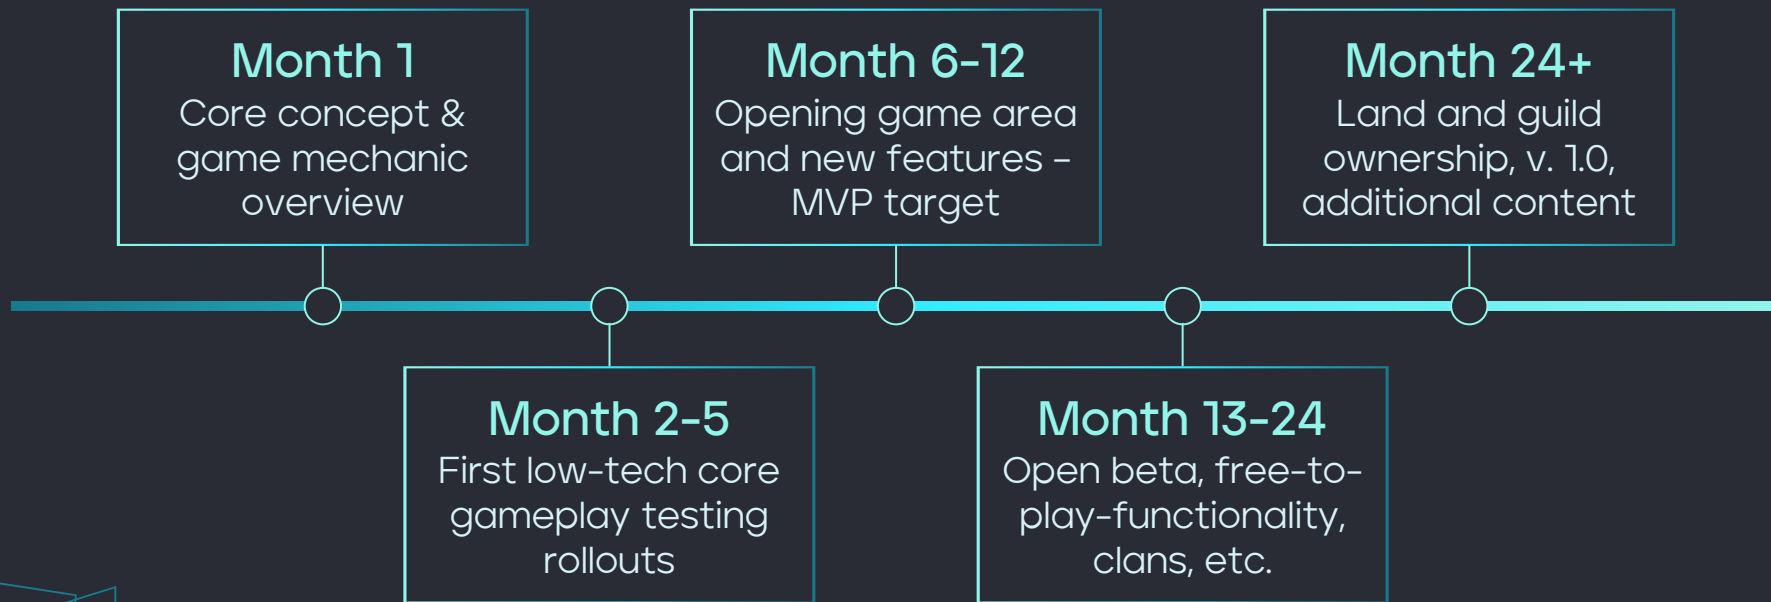 Month 1
Core concept &
game mechanic
overview
Month 2-5
First low-tech core
gameplay testing
rollouts
Month 6-12
Opening game area
and new features –
MVP target
Month 13-24
Open beta, free-to-
play-functionality,
clans, etc.
Month 24+
Land and guild
ownership, v. 1.0,
additional content